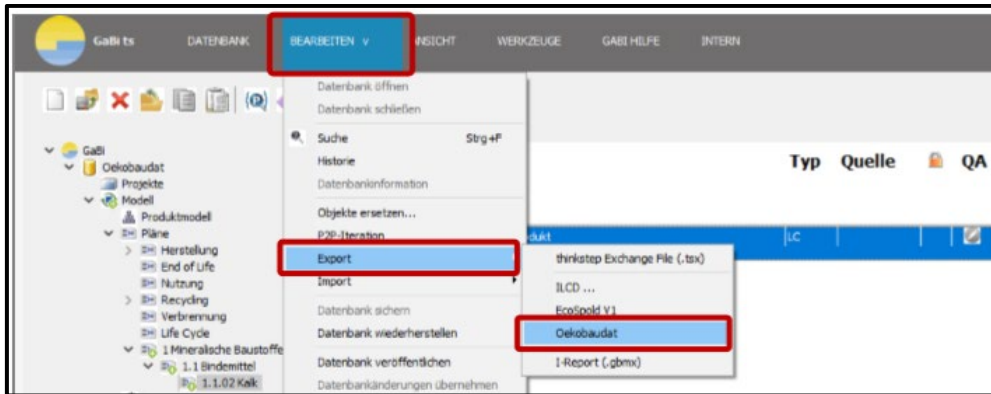 GaBi ts DATENBANK BEARBEITEN v ANSICHT WERKZEUGE GABI HILFE INTERN
Datenbank öffnen
Datenbank schließen
Suche Strg+F
Historie
Datenbankinformation
Objekte ersetzen...
P2P-Iteration
Export
Import
Datenbank sichern
Datenbank wiederherstellen
Datenbank veröffentlichen
Datenbankänderungen übernehmen
thinkstep Exchange File (.tsx)
ILCD ...
EcoSpold V1
Oekobaudat
I-Report (.gbmx)
GaBi
Oekobaudat
Projekte
Modell
Produktmodell
Pläne
Herstellung
End of Life
Nutzung
Recycling
Verbrennung
Life Cycle
1 Mineralische Baustoffe
1.1 Bindemittel
1.1.02 Kalk
Typ Quelle QA
LC